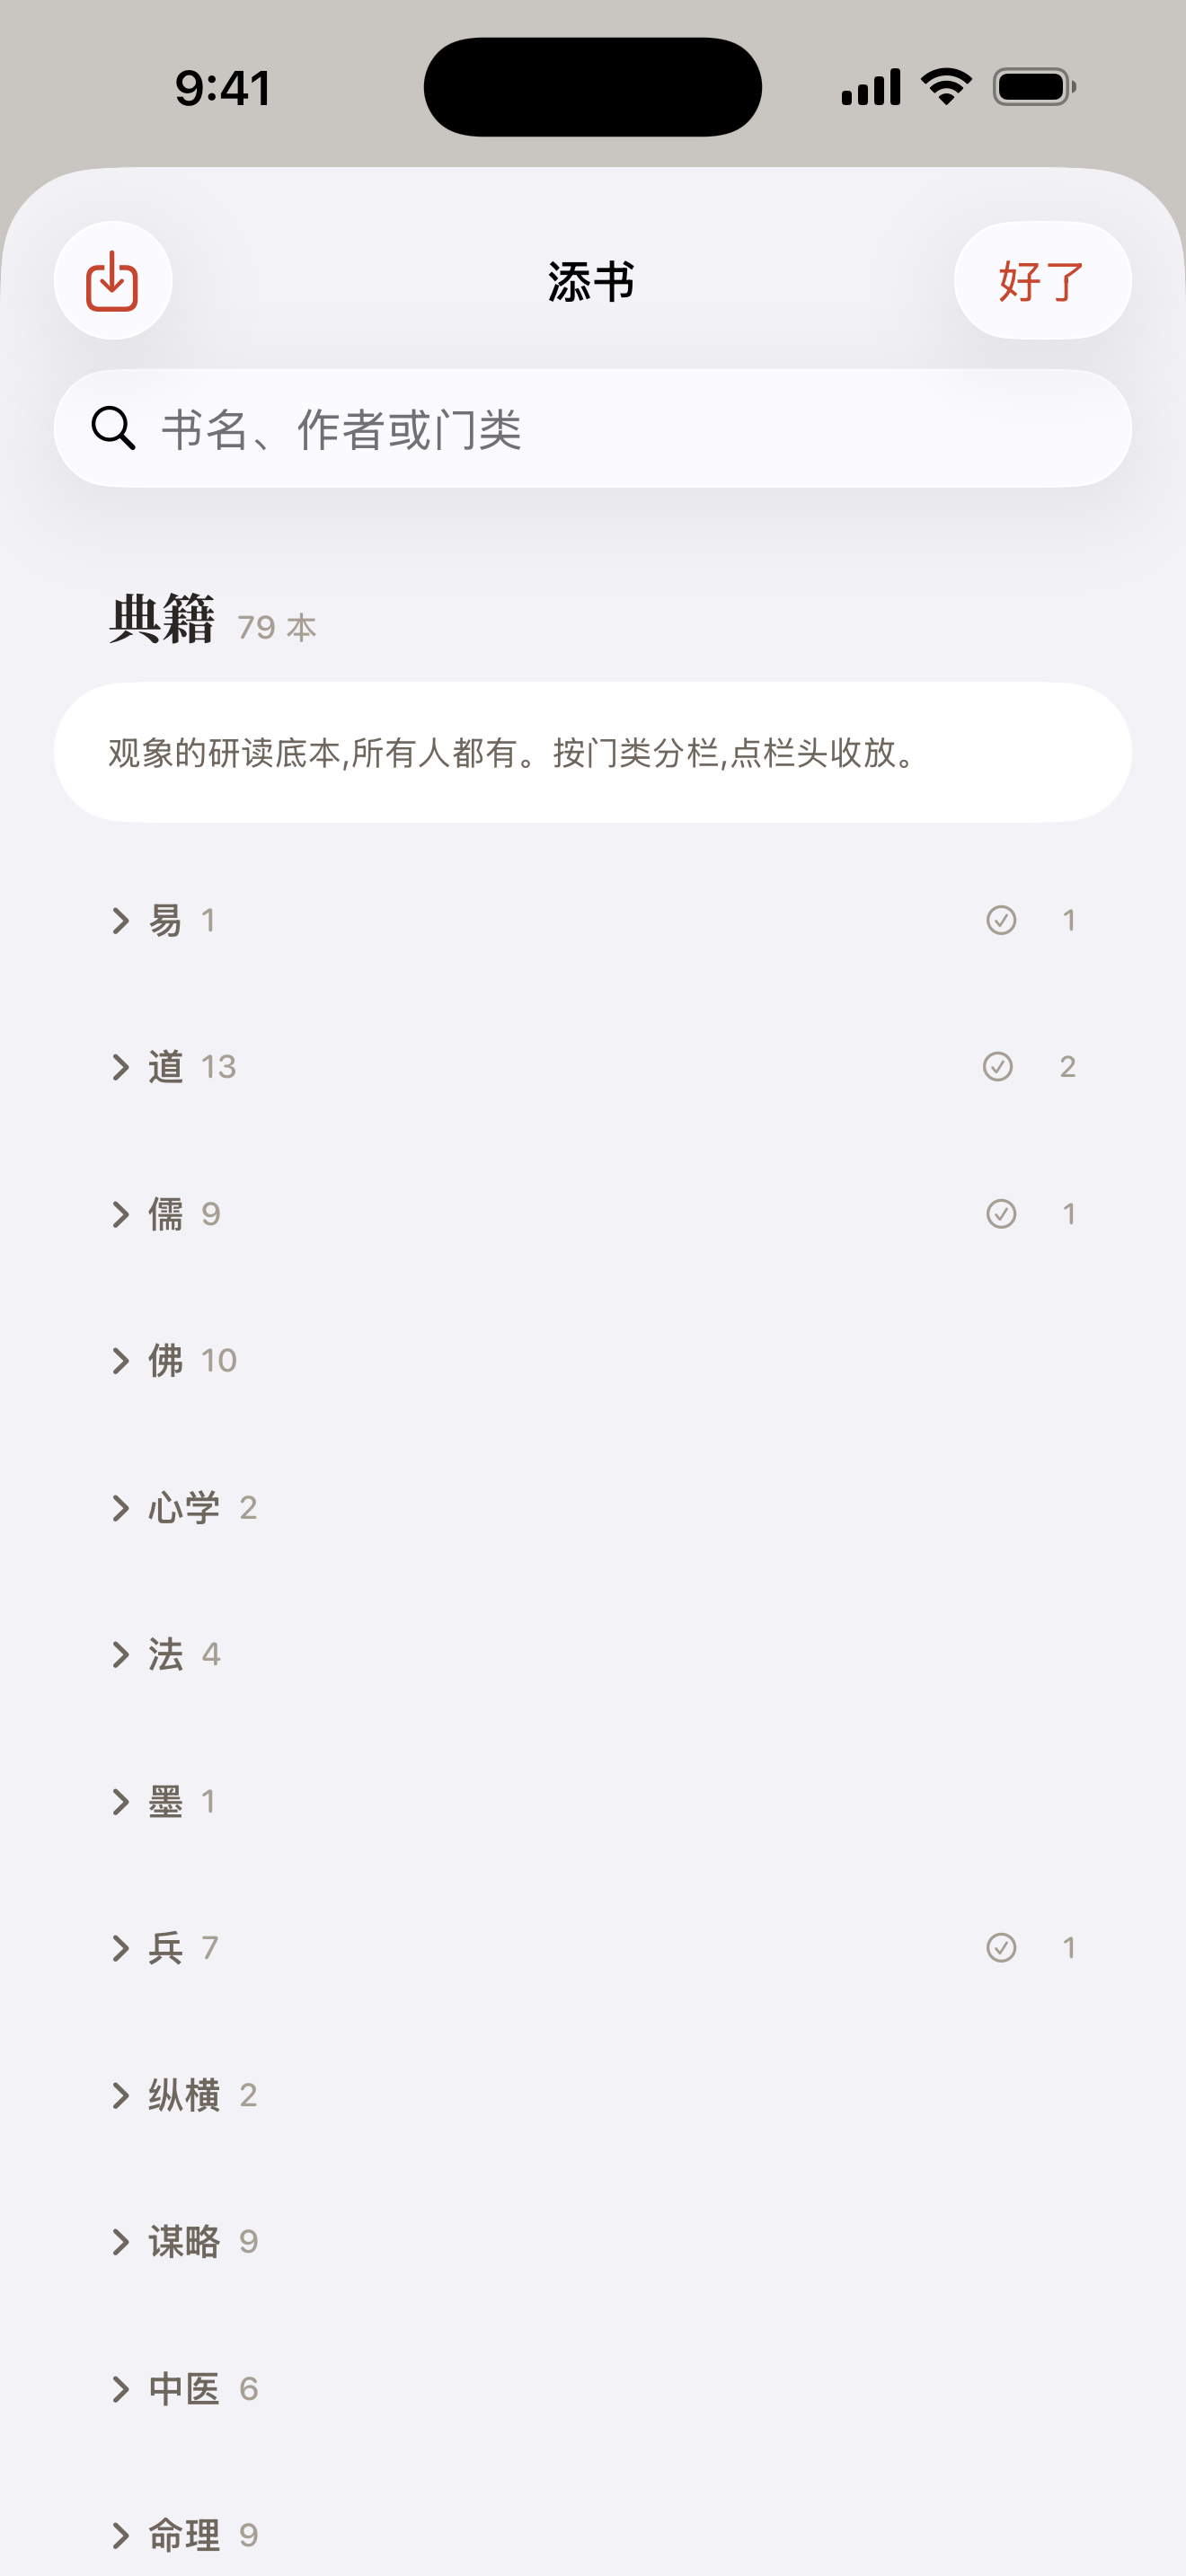 9:41
添书
好了
书名、作者或门类
典籍 79 本
观象的研读底本,所有人都有。按门类分栏,点栏头收放。
易 1 1
道 13 2
儒 9 1
佛 10
心学 2
法 4
墨 1
兵 7 1
纵横 2
谋略 9
中医 6
命理 9